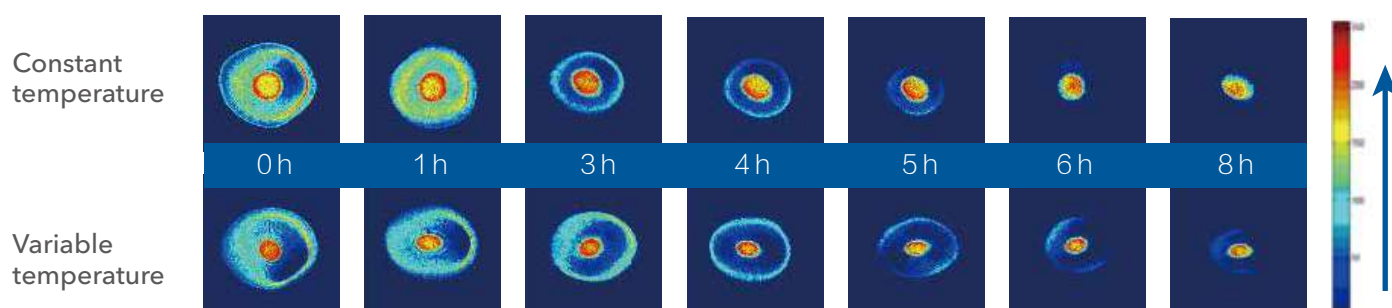 Constant
temperature
0h 1h 3h 4h 5h 6h 8h
Variable
temperature